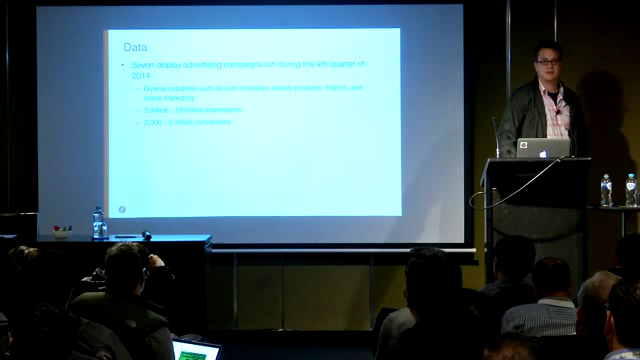 Data
• Seven display advertising campaigns run during the 4th quarter of
2014.
– Diverse industries such as auto, insurance, beauty products, finance, and
online marketing.
– 3 million – 29 million impressions
– 2,000 – 2 million conversions